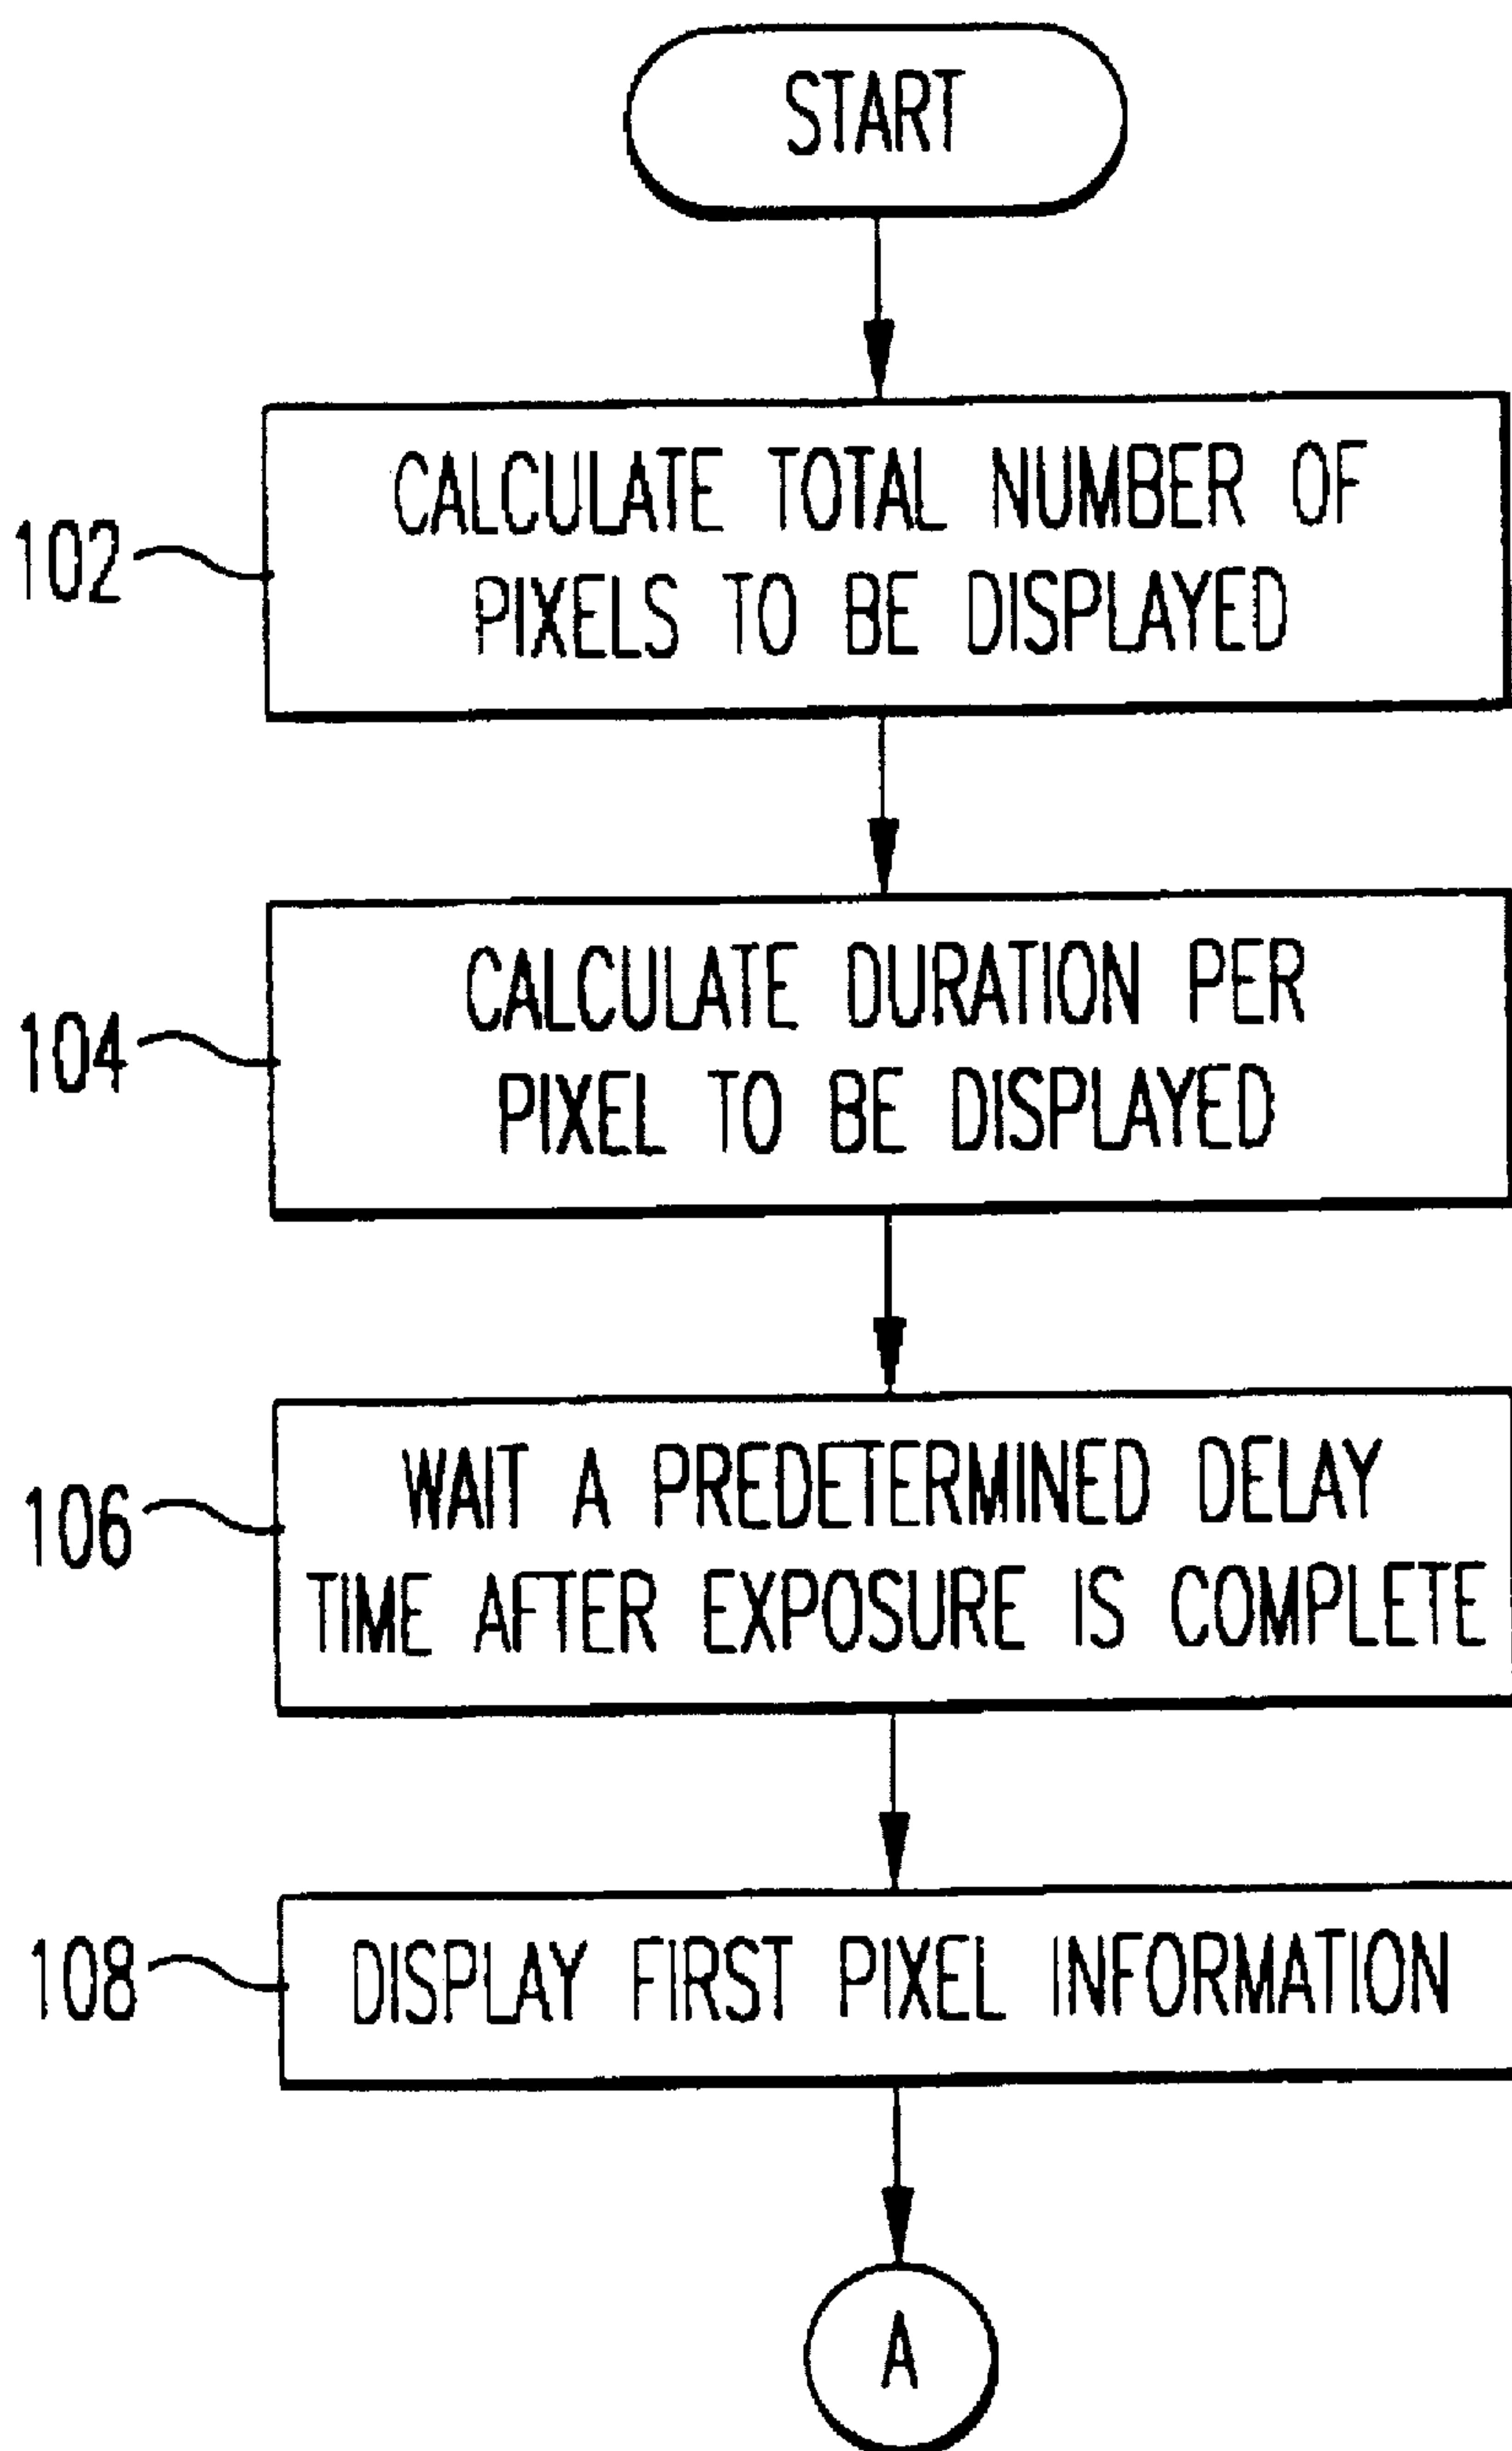 START
CALCULATE TOTAL NUMBER OF
PIXELS TO BE DISPLAYED
102
CALCULATE DURATION PER
PIXEL TO BE DISPLAYED
104
WAIT A PREDETERMINED DELAY
TIME AFTER EXPOSURE IS COMPLETE
106
DISPLAY FIRST PIXEL INFORMATION
108
A